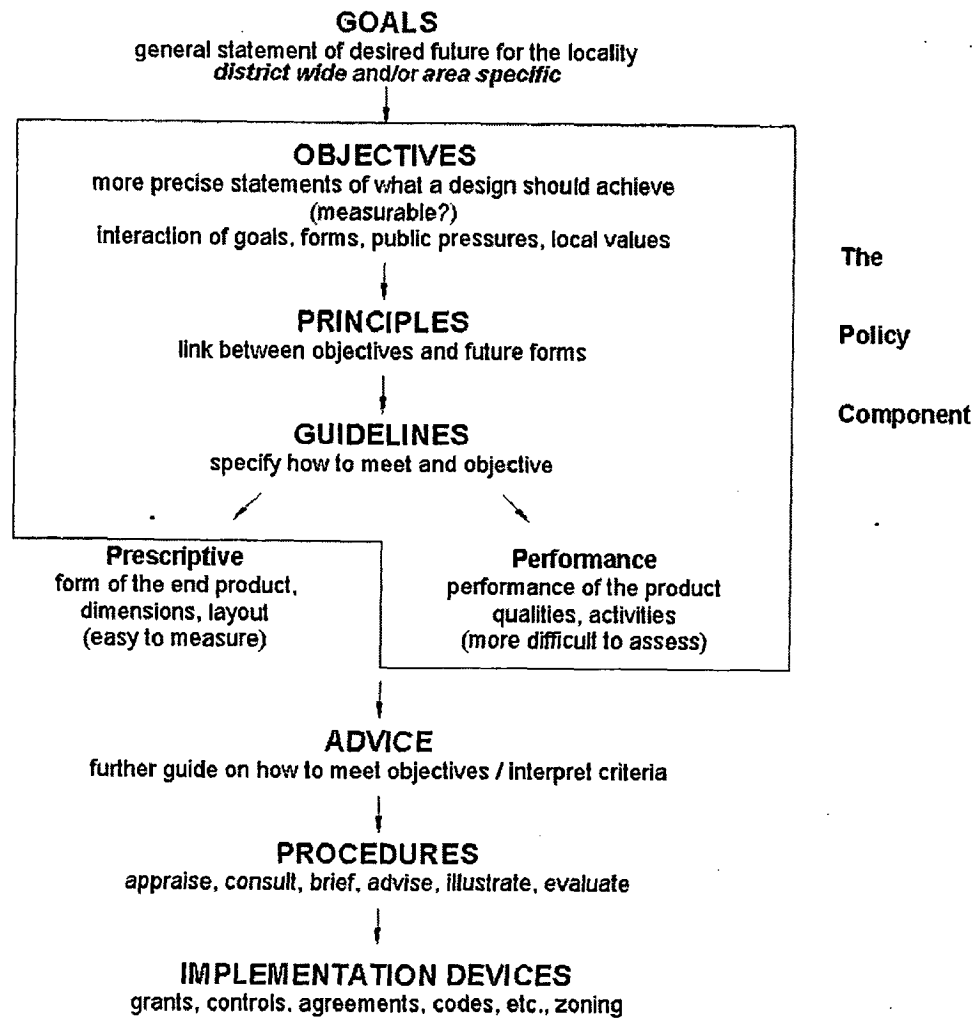 GOALS
general statement of desired future for the locality
district wide and/or area specific
OBJECTIVES
more precise statements of what a design should achieve
(measurable?)
interaction of goals, forms, public pressures, local values
The
PRINCIPLES
link between objectives and future forms
Policy
Component
GUIDELINES
specify how to meet and objective
Prescriptive
form of the end product,
dimensions, layout
(easy to measure)
Performance
performance of the product
qualities, activities
(more difficult to assess)
ADVICE
further guide on how to meet objectives / interpret criteria
PROCEDURES
appraise, consult, brief, advise, illustrate, evaluate
IMPLEMENTATION DEVICES
grants, controls, agreements, codes, etc., zoning